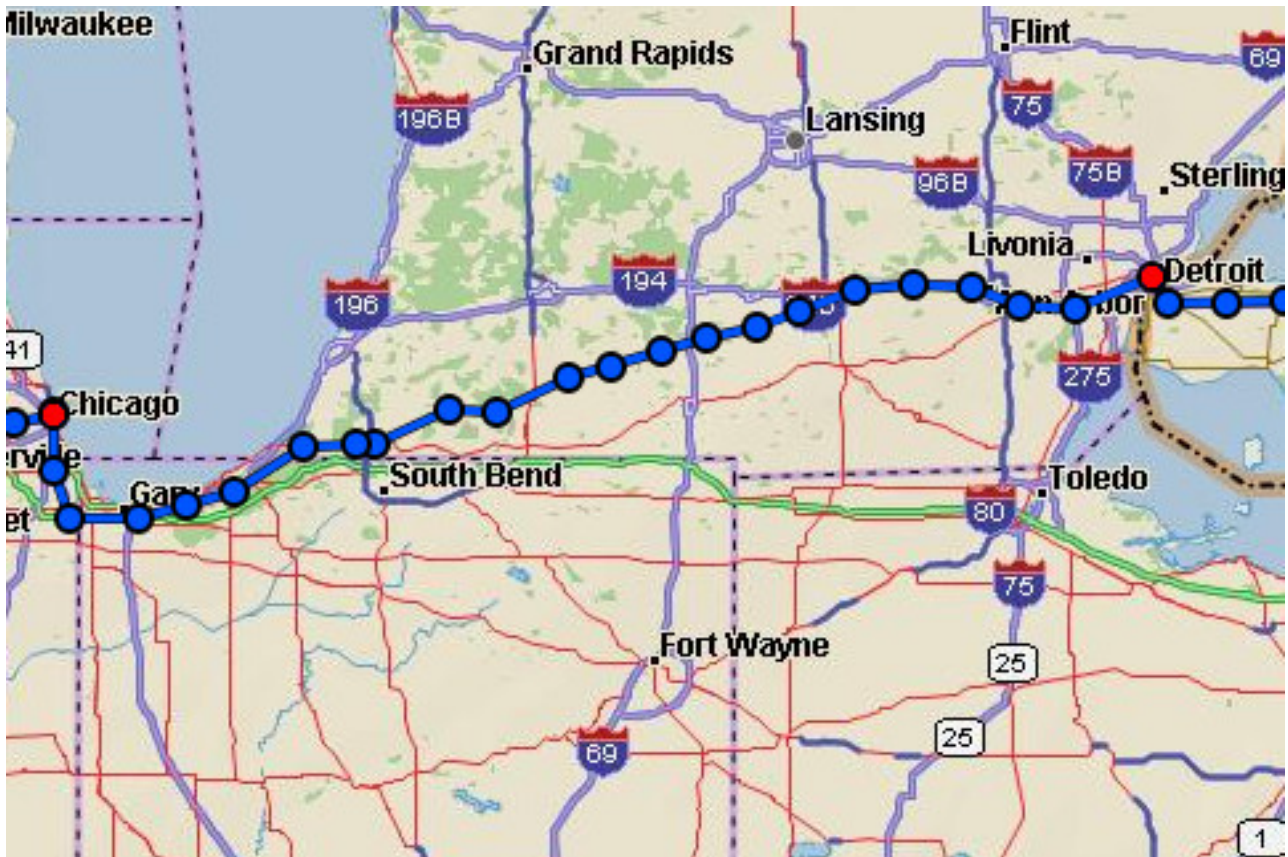 Milwaukee
Flint
Grand Rapids
69
75
196B
Lansing
75B
96B
Sterling
Livonia
194
Detroit
196
41
275
Chicago
South Bend
Toledo
80
75
Fort Wayne
25
25
69
1